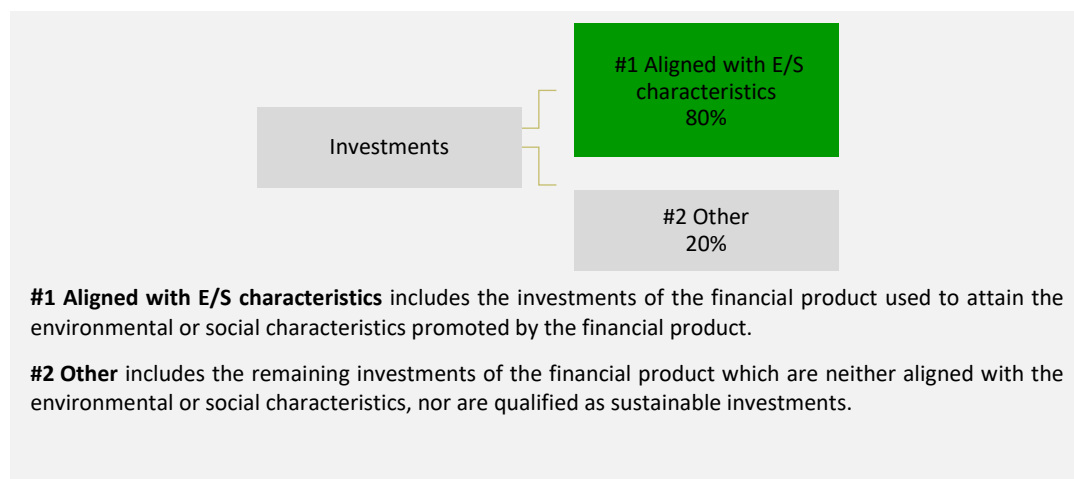 #1 Aligned with E/S
characteristics
80%
Investments
#2 Other
20%
#1 Aligned with E/S characteristics includes the investments of the financial product used to attain the
environmental or social characteristics promoted by the financial product.
#2 Other includes the remaining investments of the financial product which are neither aligned with the
environmental or social characteristics, nor are qualified as sustainable investments.